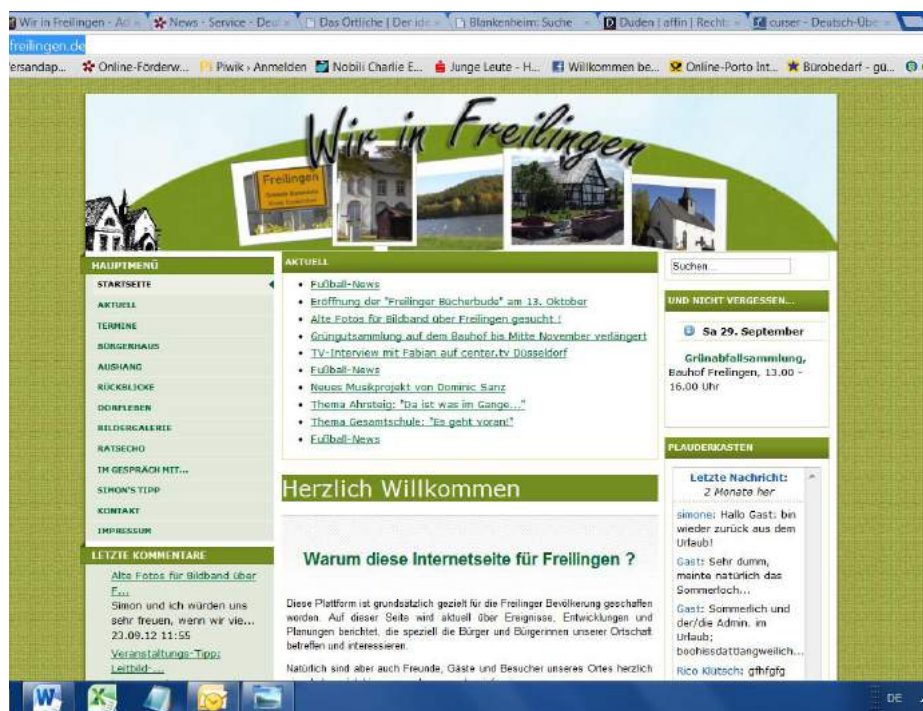 Wir in Freilingen - Ad
News - Service - Deu
Das Örtliche | Der ide
Blankenheim: Suche
Duden | affin | Recht:
curser - Deutsch-Übe
freilingen.de
ersandap...
Online-Förderw...
Piwik › Anmelden
Nobili Charlie E...
Junge Leute - H...
Willkommen be...
Online-Porto Int...
Bürobedarf - gü...
Wir in Freilingen
Freilingen
HAUPTMENÜ
STARTSEITE
AKTUELL
TERMINE
BÜRGERHAUS
AUSHANG
RÜCKBLICKE
DORFLEBEN
BILDERGALERIE
RATSECHO
IM GESPRÄCH MIT...
SIMON'S TIPP
KONTAKT
IMPRESSUM
LETZTE KOMMENTARE
Alte Fotos für Bildband über
F...
Simon und ich würden uns
sehr freuen, wenn wir vie...
23.09.12 11:55
Veranstaltungs-Tipp:
Leitbild-...
AKTUELL
Fußball-News
Eröffnung der "Freilinger Bücherbude" am 13. Oktober
Alte Fotos für Bildband über Freilingen gesucht !
Grüngutsammlung auf dem Bauhof bis Mitte November verlängert
TV-Interview mit Fabian auf center.tv Düsseldorf
Fußball-News
Neues Musikprojekt von Dominic Sanz
Thema Ahrsteig: "Da ist was im Gange..."
Thema Gesamtschule: "Es geht voran!"
Fußball-News
Herzlich Willkommen
Warum diese Internetseite für Freilingen ?
Diese Plattform ist grundsätzlich gezielt für die Freilinger Bevölkerung geschaffen
worden. Auf dieser Seite wird aktuell über Ereignisse, Entwicklungen und
Planungen berichtet, die speziell die Bürger und Bürgerinnen unserer Ortschaft
betreffen und interessieren.
Natürlich sind aber auch Freunde, Gäste und Besucher unseres Ortes herzlich
Suchen...
UND NICHT VERGESSEN...
Sa 29. September
Grünabfallsammlung,
Bauhof Freilingen, 13.00 -
16.00 Uhr
PLAUDERKASTEN
Letzte Nachricht:
2 Monate her
simone: Hallo Gast: bin
wieder zurück aus dem
Urlaub!
Gast: Sehr dumm,
meinte natürlich das
Sommerloch...
Gast: Sommerlich und
der/die Admin. im
Urlaub;
boohissdattlangweilich...
Rico Klütsch: gfhfgfg
DE